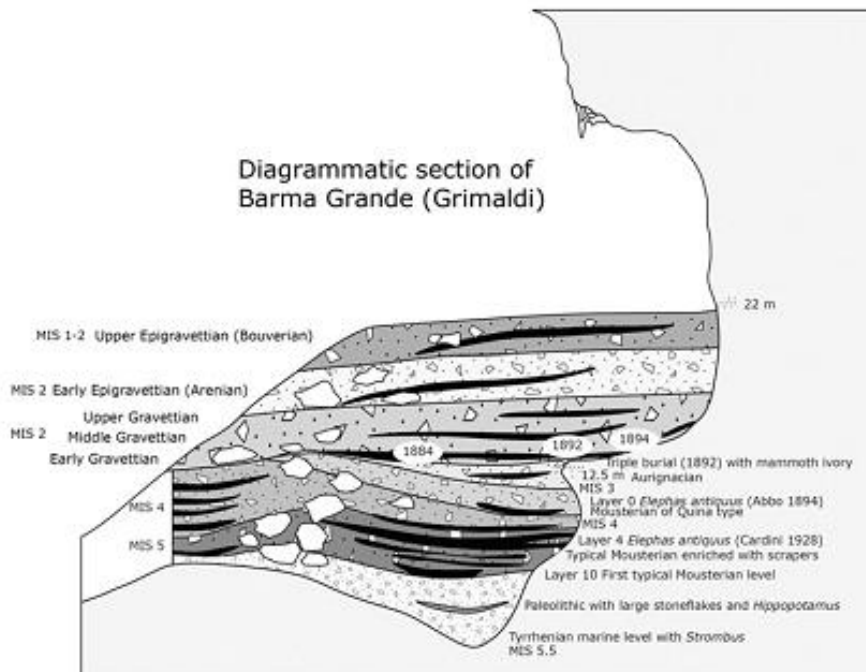 Diagrammatic section of
Barma Grande (Grimaldi)
22 m
MIS 1-2 Upper Epigravettian (Bouverian)
MIS 2 Early Epigravettian (Arenian)
Upper Gravettian
MIS 2
Middle Gravettian
Early Gravettian
1884
1892
1894
Triple burial (1892) with mammoth ivory
12.5 m Aurignacian
MIS 3
Layer 0 Elephas antiquus (Abbo 1894)
Mousterian of Quina type
MIS 4
MIS 4
Layer 4 Elephas antiquus (Cardini 1928)
MIS 5
Typical Mousterian enriched with scrapers
Layer 10 First typical Mousterian level
Paleolithic with large stoneflakes and Hippopotamus
Tyrrhenian marine level with Strombus
MIS 5.5